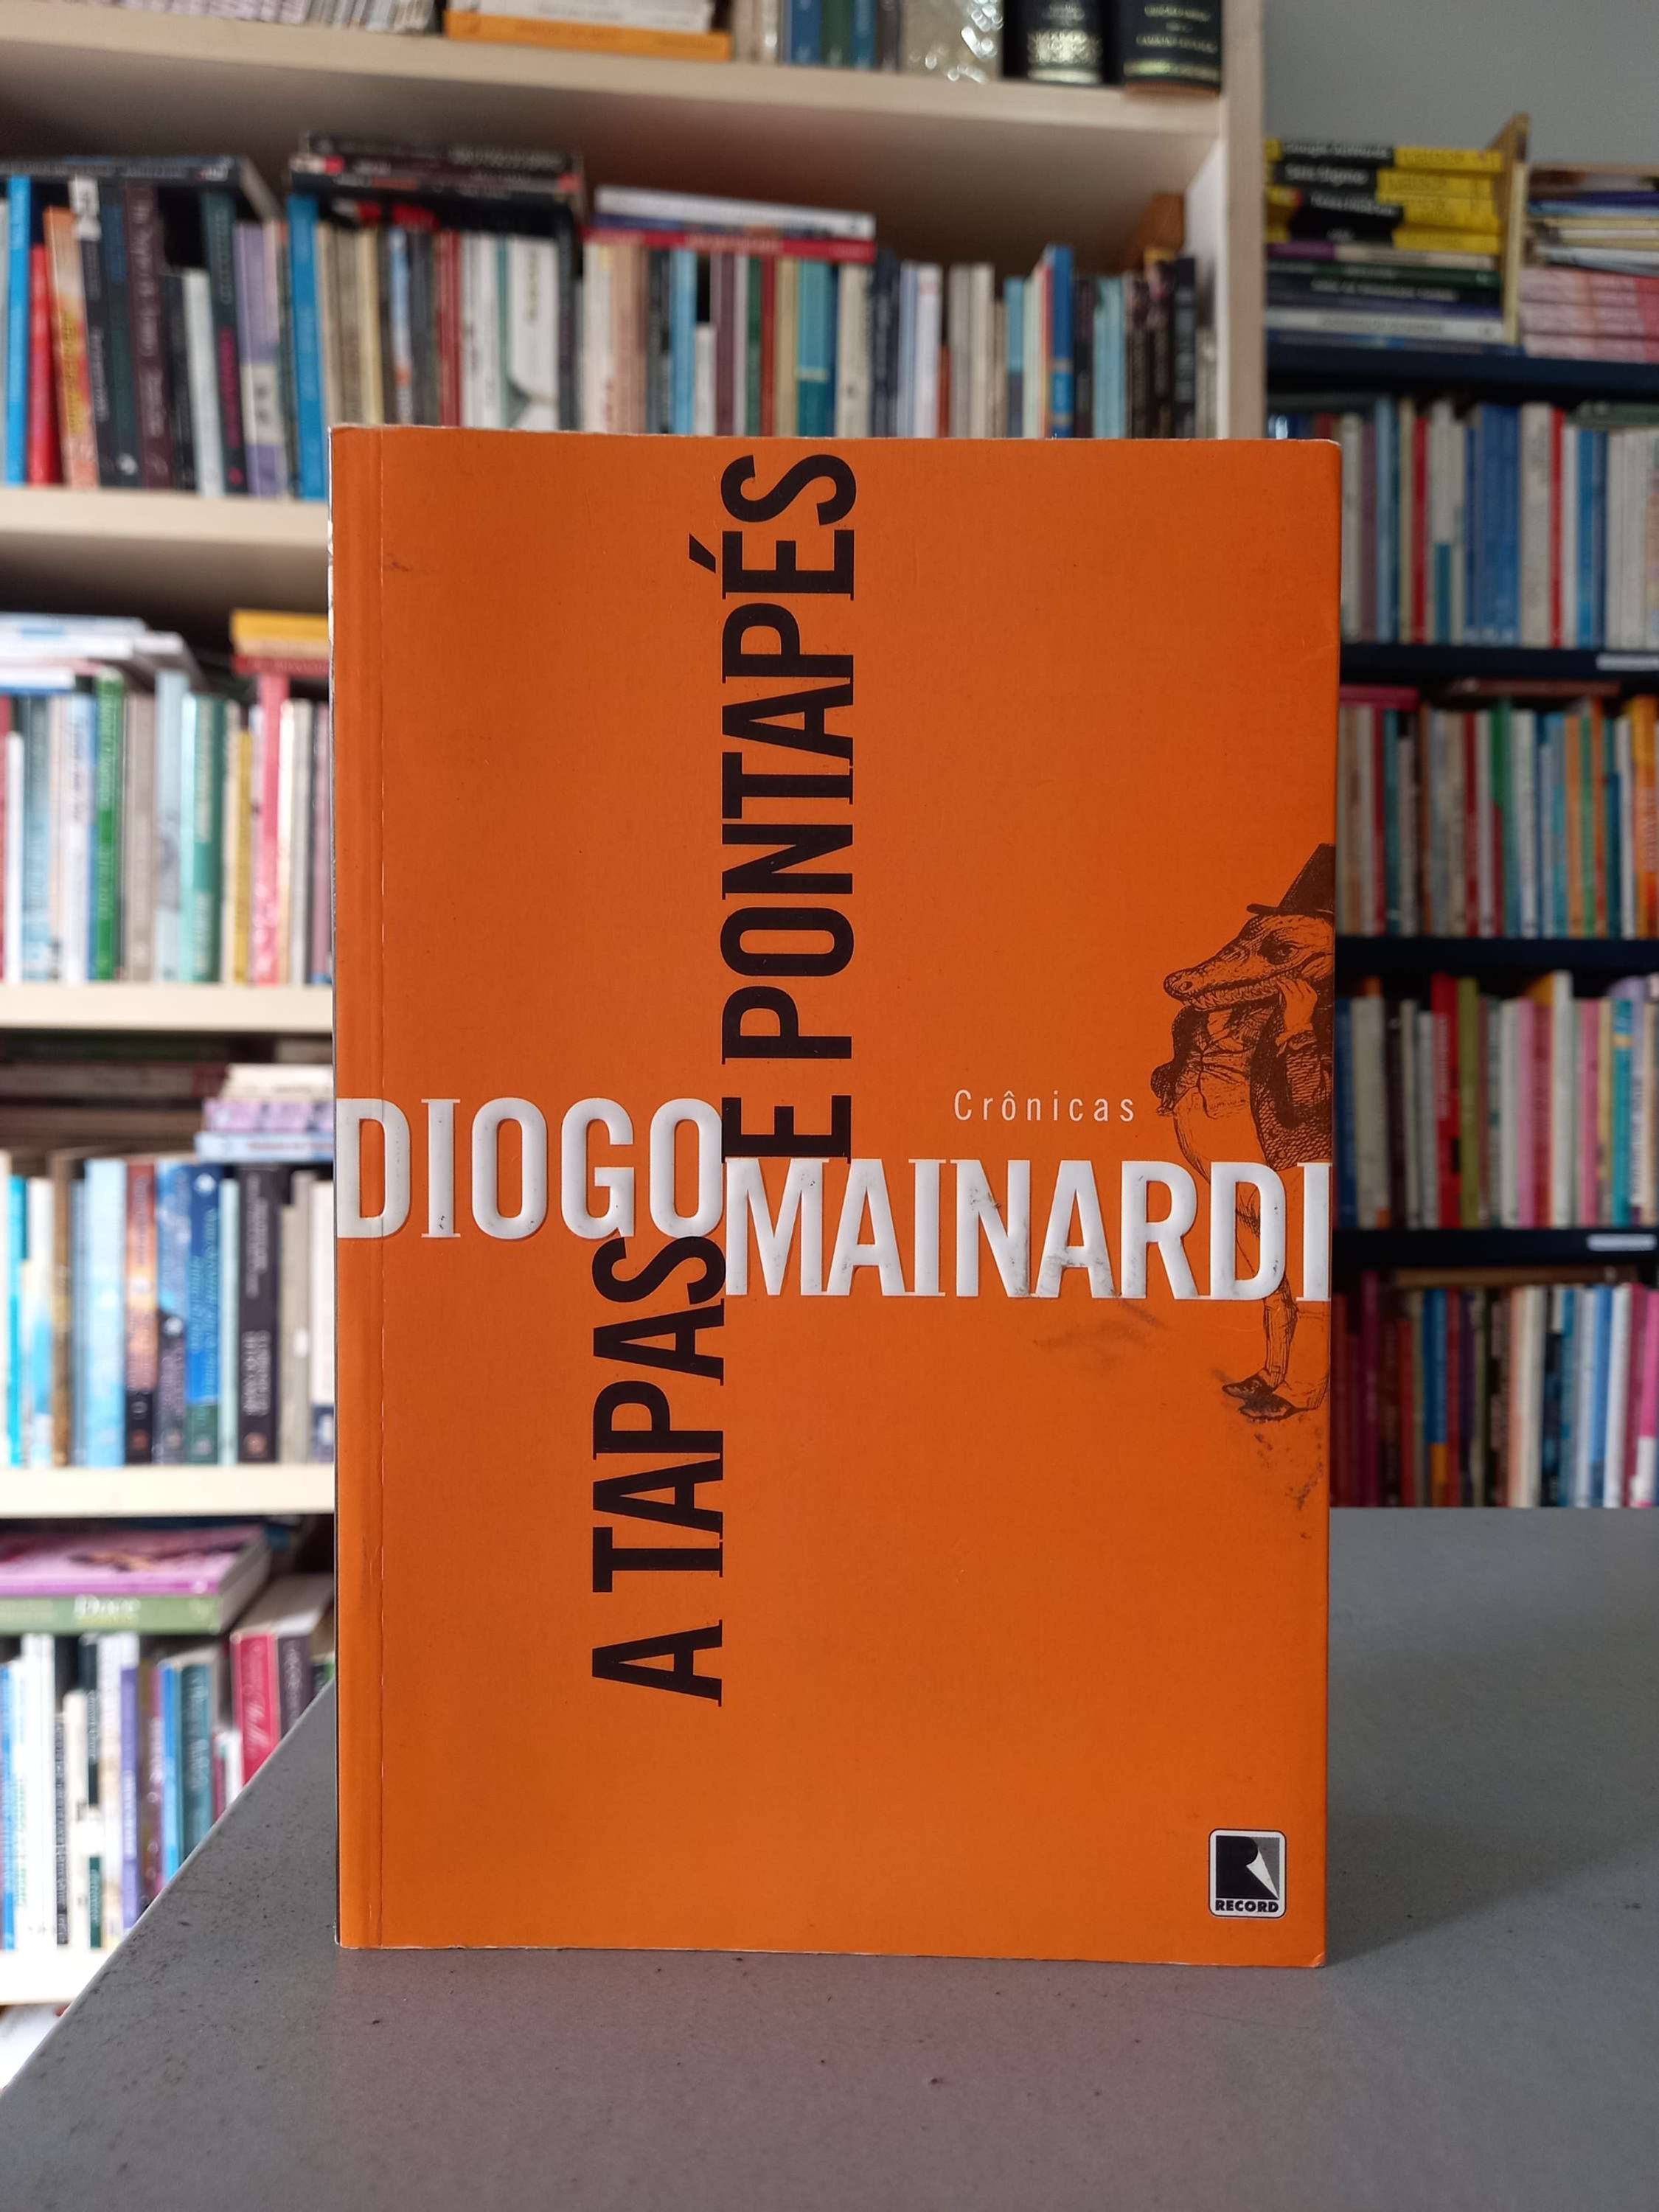 A TAPAS
E PONTAPÉS
DIOGO
MAINARDI
Crônicas
RECORD